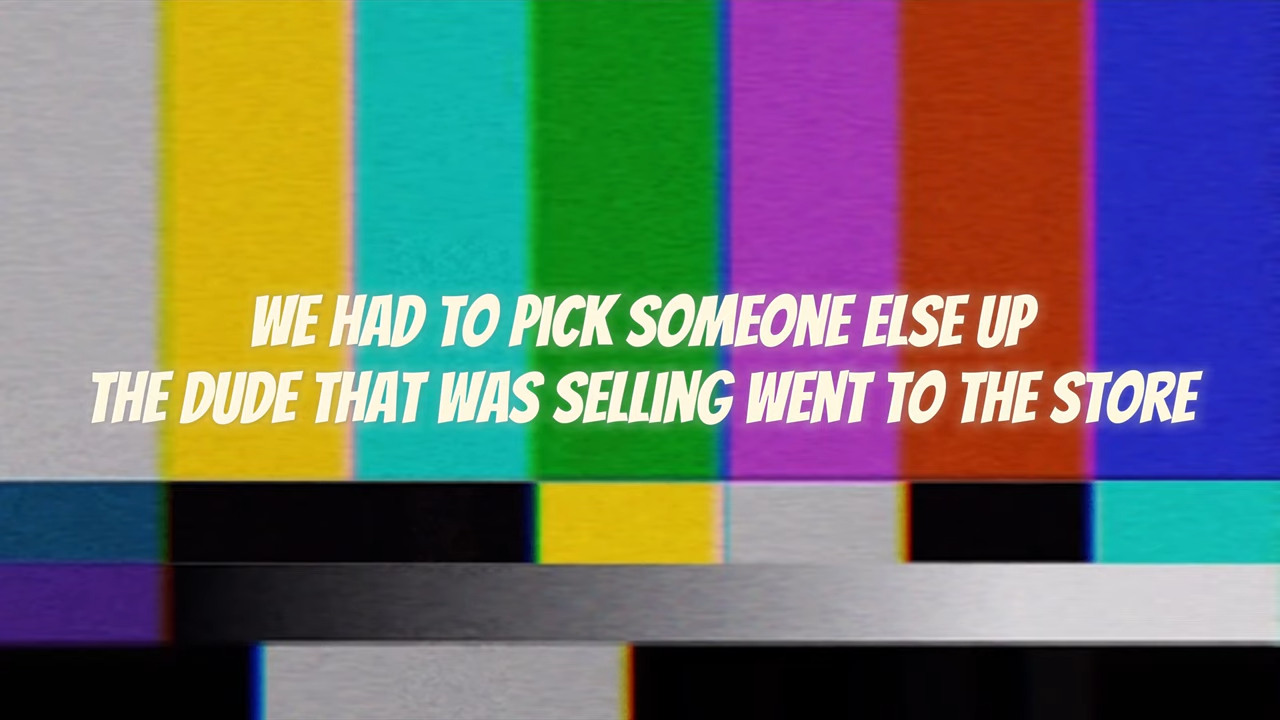 WE HAD TO PICK SOMEONE ELSE UP
THE DUDE THAT WAS SELLING WENT TO THE STORE